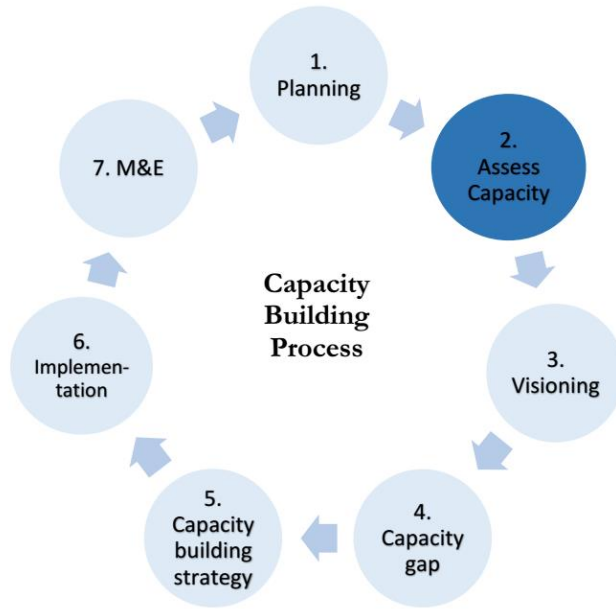 1.
Planning
2.
Assess
Capacity
3.
Visioning
4.
Capacity
gap
5.
Capacity
building
strategy
6.
Implemen-
tation
7. M&E
Capacity
Building
Process